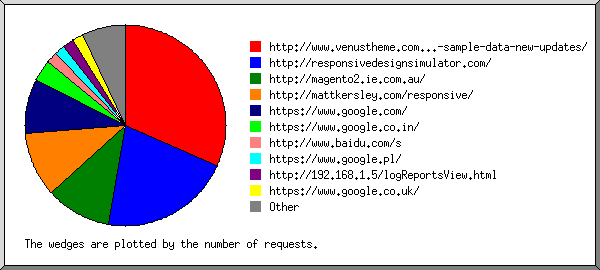 http://www.venustheme.com...-sample-data-new-updates/
http://responsivedesignsimulator.com/
http://magento2.ie.com.au/
http://mattkersley.com/responsive/
https://www.google.com/
https://www.google.co.in/
http://www.baidu.com/s
https://www.google.pl/
http://192.168.1.5/logReportsView.html
https://www.google.co.uk/
Other
The wedges are plotted by the number of requests.